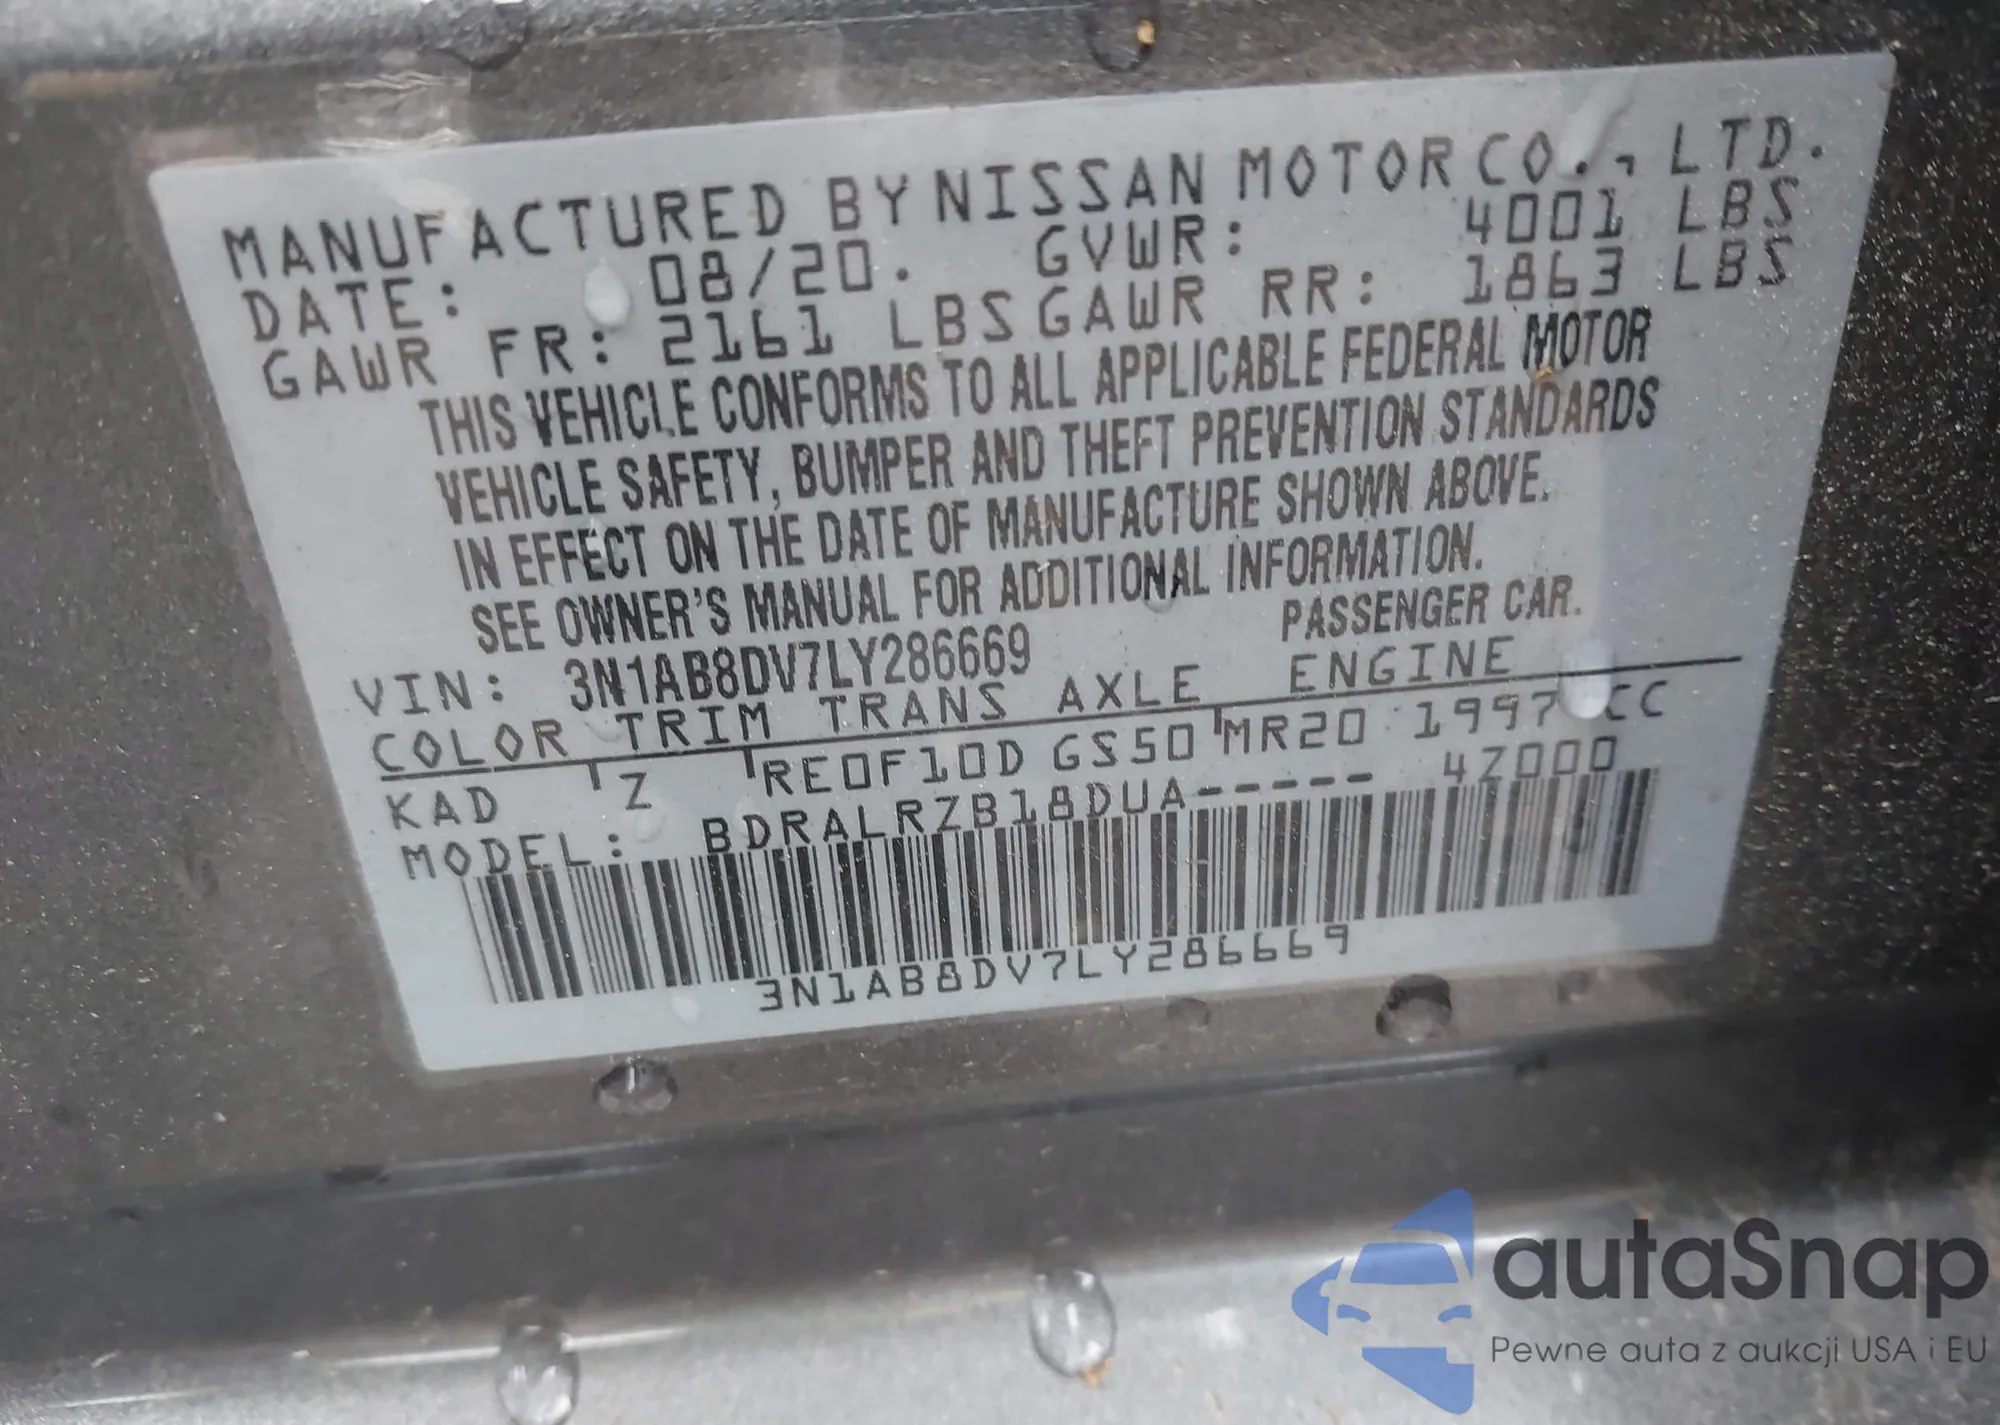 MANUFACTURED BY NISSAN MOTOR CO., LTD.
DATE: 08/20. GVWR: 4001 LBS
GAWR FR: 2161 LBS GAWR RR: 1863 LBS
THIS VEHICLE CONFORMS TO ALL APPLICABLE FEDERAL MOTOR
VEHICLE SAFETY, BUMPER AND THEFT PREVENTION STANDARDS
IN EFFECT ON THE DATE OF MANUFACTURE SHOWN ABOVE.
SEE OWNER'S MANUAL FOR ADDITIONAL INFORMATION.
VIN: 3N1AB8DV7LY286669 PASSENGER CAR.
COLOR TRIM TRANS AXLE ENGINE
KAD Z RE0F10D GS50 MR20 1997 CC
MODEL: BDRALRZB18DUA----- 4Z000
3N1AB8DV7LY286669
autaSnap
Pewne auta z aukcji USA i EU